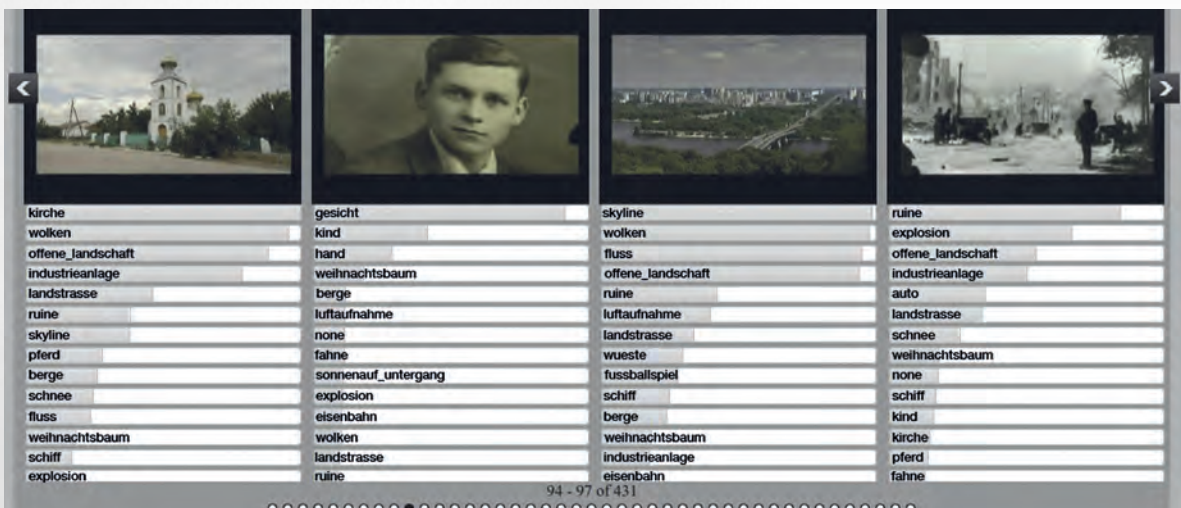 kirche
wolken
offene_landschaft
industrieanlage
landstrasse
ruine
skyline
pferd
berge
schnee
fluss
weihnachtsbaum
schiff
explosion
gesicht
kind
hand
weihnachtsbaum
berge
luftaufnahme
none
fahne
sonnenauf_untergang
explosion
eisenbahn
wolken
landstrasse
ruine
skyline
wolken
fluss
offene_landschaft
ruine
luftaufnahme
landstrasse
wueste
fussballspiel
schiff
berge
weihnachtsbaum
industrieanlage
eisenbahn
ruine
explosion
offene_landschaft
industrieanlage
auto
landstrasse
schnee
weihnachtsbaum
none
schiff
kind
kirche
pferd
fahne
94 - 97 of 431